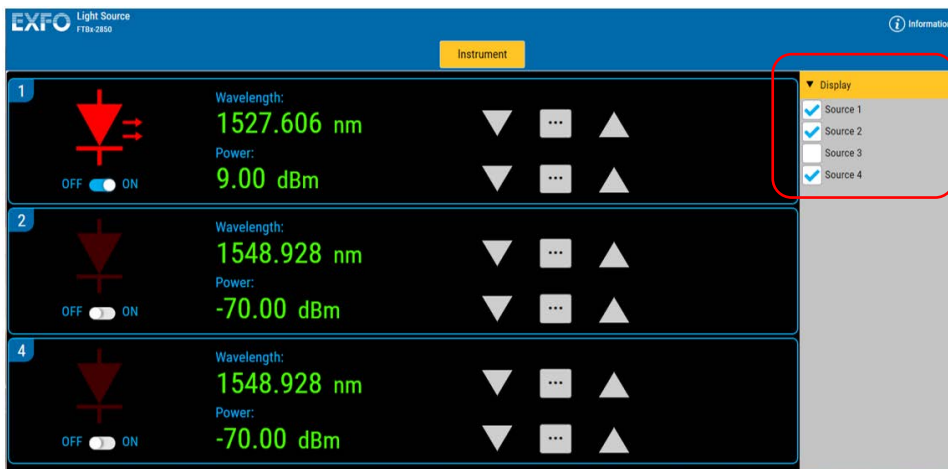 EXFO Light Source
FTBx-2850
Information
Instrument
1
Wavelength:
1527.606 nm
Power:
9.00 dBm
OFF ON
...
...
2
Wavelength:
1548.928 nm
Power:
-70.00 dBm
OFF ON
...
...
4
Wavelength:
1548.928 nm
Power:
-70.00 dBm
OFF ON
...
...
Display
Source 1
Source 2
Source 3
Source 4